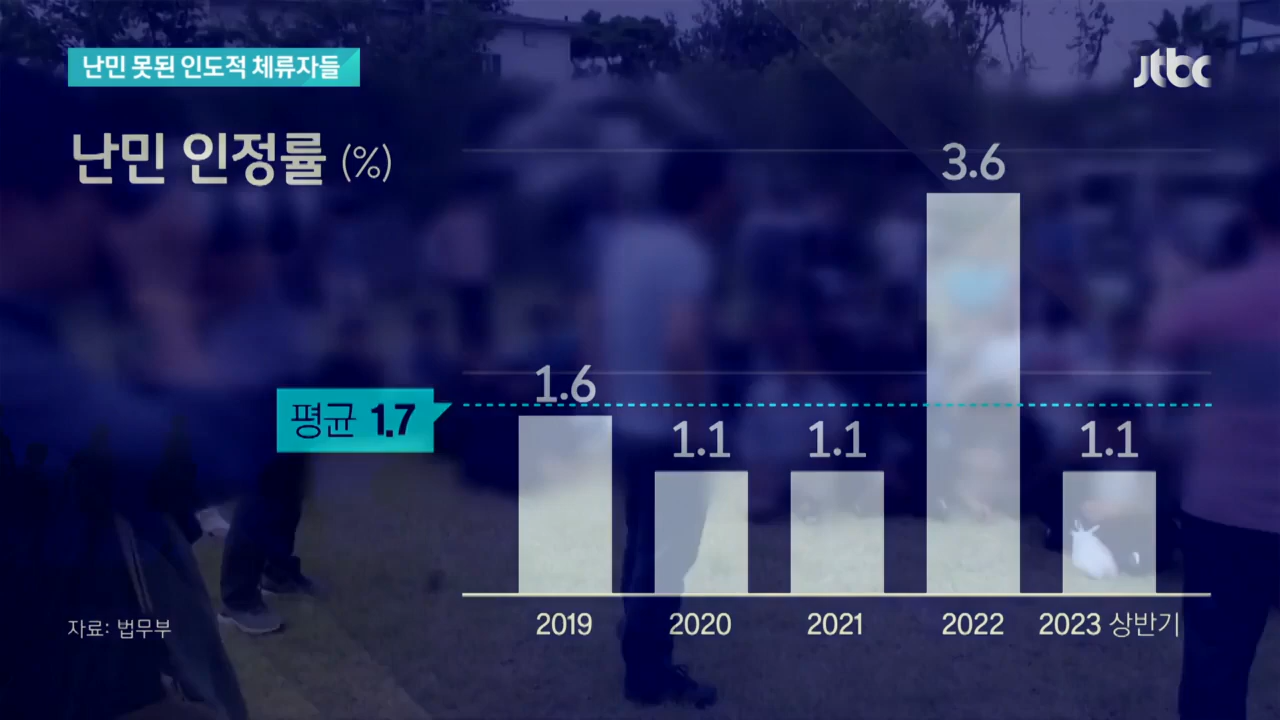 난민 못된 인도적 체류자들
jtbc
난민 인정률 (%)
3.6
1.6
평균 1.7
1.1
1.1
1.1
2019
2020
2021
2022
2023 상반기
자료: 법무부